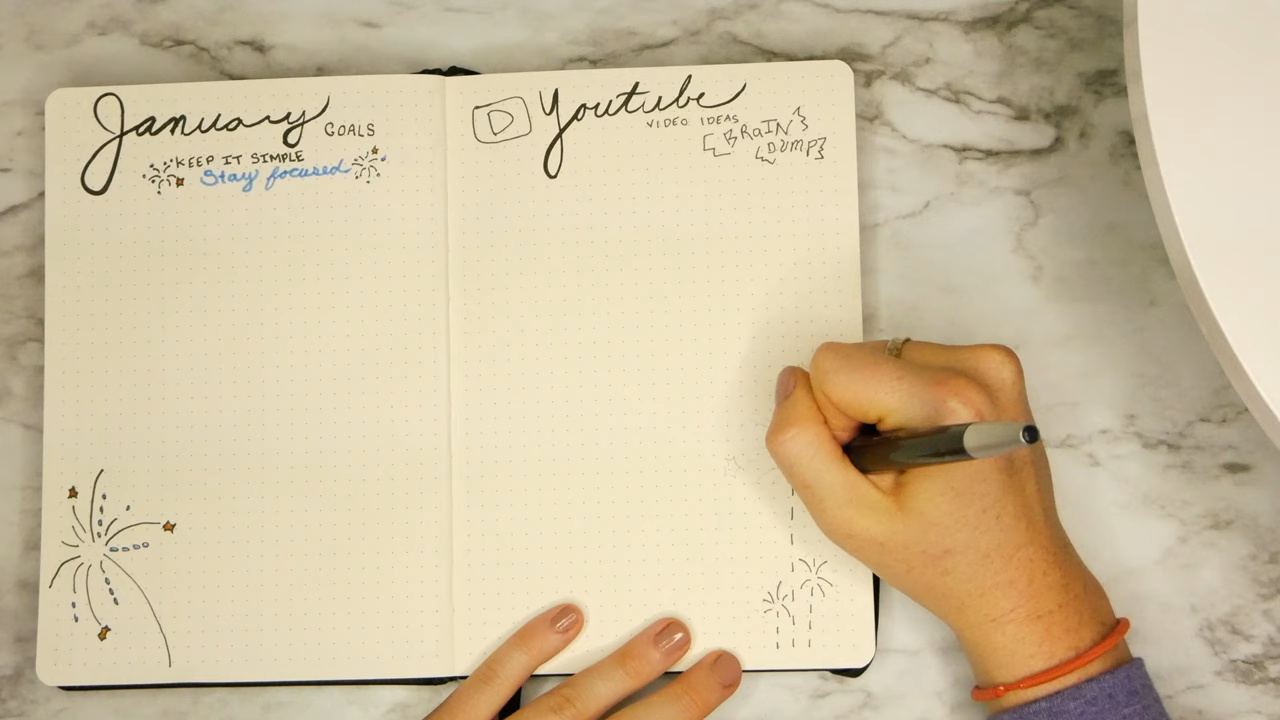 January GOALS
KEEP IT SIMPLE
Stay focused
Youtube
VIDEO IDEAS
BRaIN
DUMP